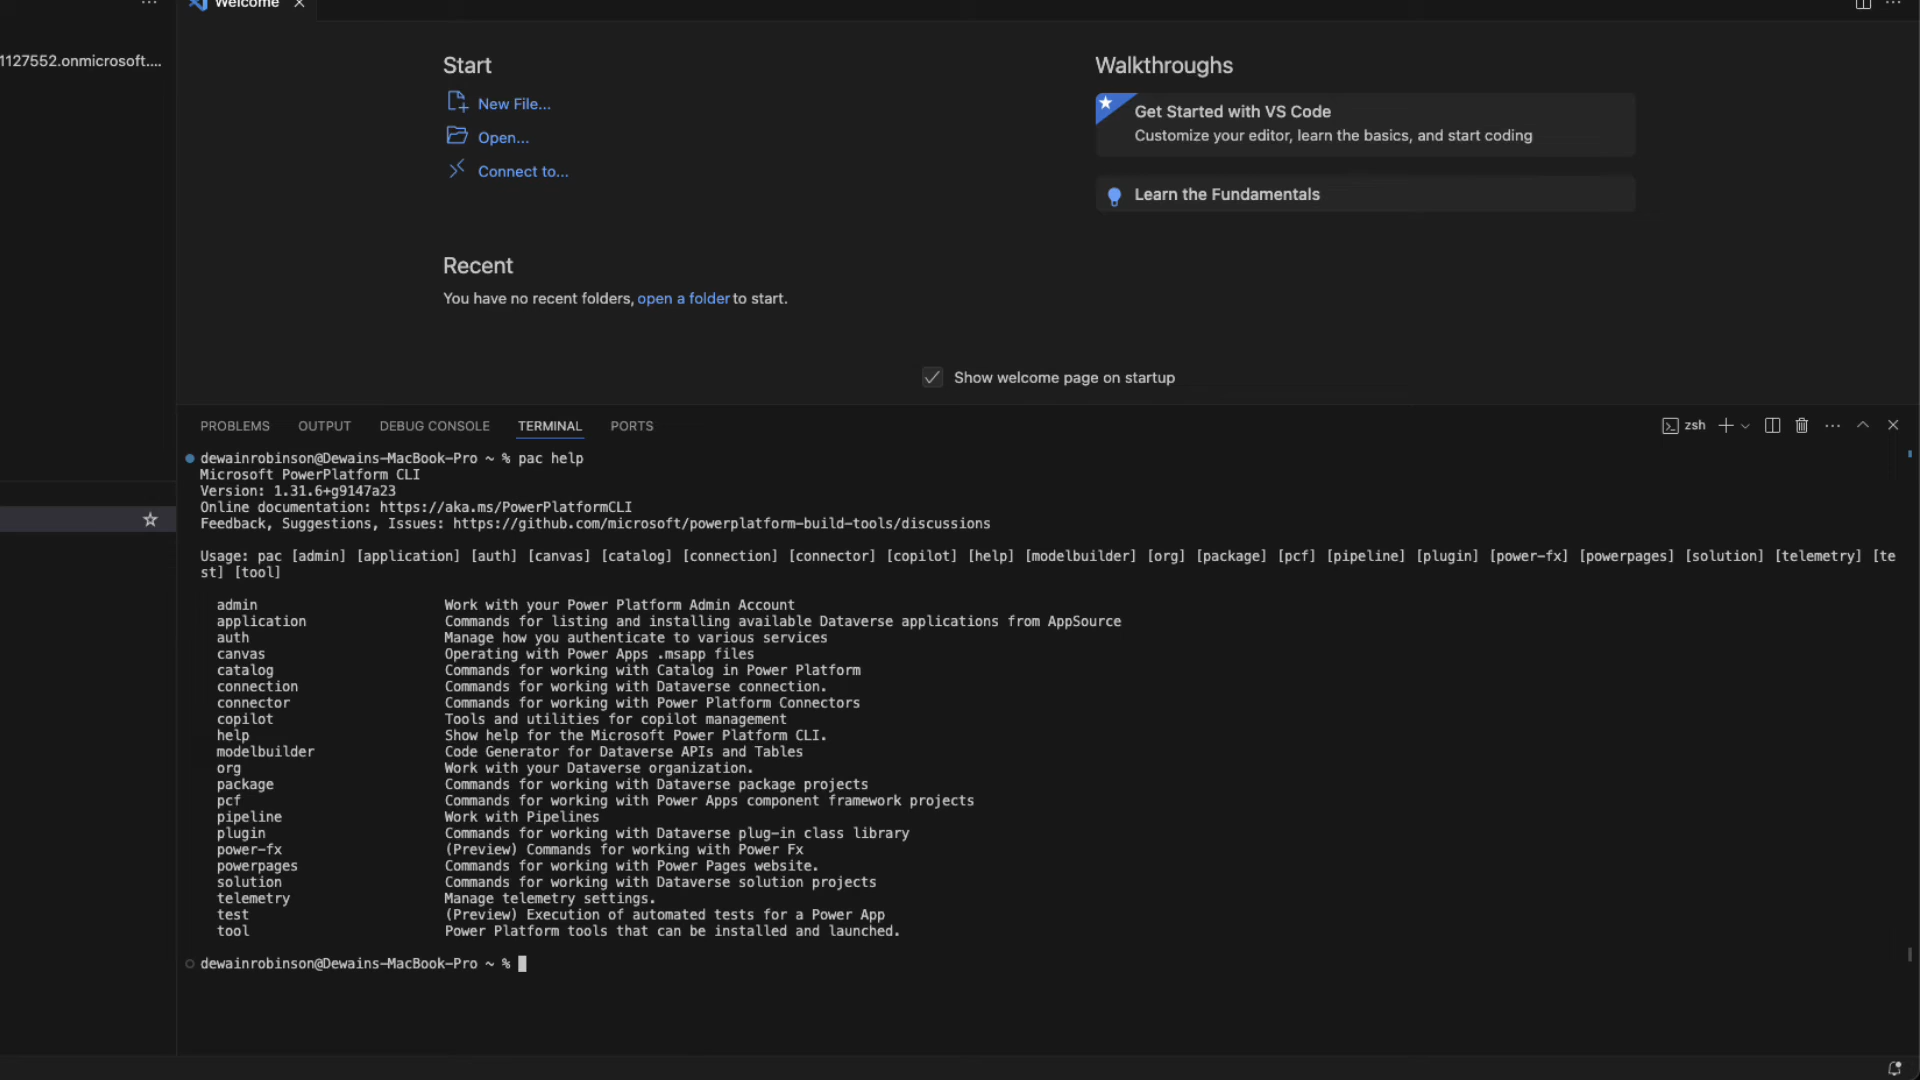 Welcome
1127552.onmicrosoft....
Start
New File...
Open...
Connect to...
Recent
You have no recent folders, open a folder to start.
Walkthroughs
Get Started with VS Code
Customize your editor, learn the basics, and start coding
Learn the Fundamentals
Show welcome page on startup
PROBLEMS OUTPUT DEBUG CONSOLE TERMINAL PORTS
zsh
dewainrobinson@Dewains-MacBook-Pro ~ % pac help
Microsoft PowerPlatform CLI
Version: 1.31.6+g9147a23
Online documentation: https://aka.ms/PowerPlatformCLI
Feedback, Suggestions, Issues: https://github.com/microsoft/powerplatform-build-tools/discussions
Usage: pac [admin] [application] [auth] [canvas] [catalog] [connection] [connector] [copilot] [help] [modelbuilder] [org] [package] [pcf] [pipeline] [plugin] [power-fx] [powerpages] [solution] [telemetry] [te
st] [tool]
admin Work with your Power Platform Admin Account
application Commands for listing and installing available Dataverse applications from AppSource
auth Manage how you authenticate to various services
canvas Operating with Power Apps .msapp files
catalog Commands for working with Catalog in Power Platform
connection Commands for working with Dataverse connection.
connector Commands for working with Power Platform Connectors
copilot Tools and utilities for copilot management
help Show help for the Microsoft Power Platform CLI.
modelbuilder Code Generator for Dataverse APIs and Tables
org Work with your Dataverse organization.
package Commands for working with Dataverse package projects
pcf Commands for working with Power Apps component framework projects
pipeline Work with Pipelines
plugin Commands for working with Dataverse plug-in class library
power-fx (Preview) Commands for working with Power Fx
powerpages Commands for working with Power Pages website.
solution Commands for working with Dataverse solution projects
telemetry Manage telemetry settings.
test (Preview) Execution of automated tests for a Power App
tool Power Platform tools that can be installed and launched.
dewainrobinson@Dewains-MacBook-Pro ~ %